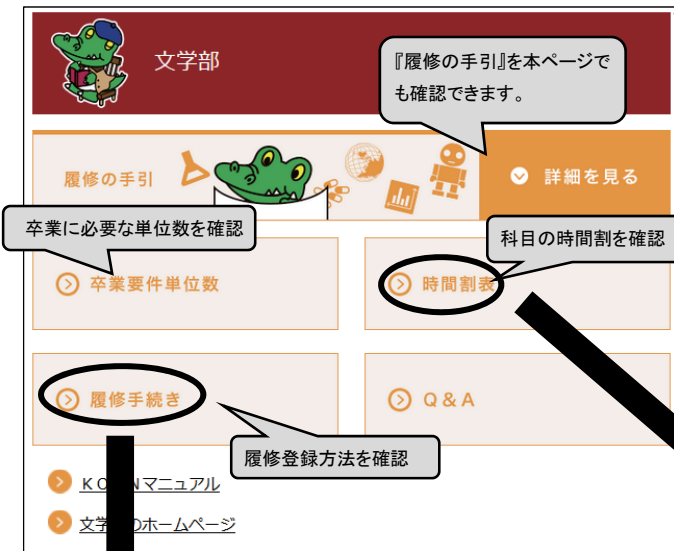 文学部
『履修の手引』を本ページで
も確認できます。
履修の手引
詳細を見る
卒業に必要な単位数を確認
科目の時間割を確認
卒業要件単位数
時間割表
履修手続き
Q&A
履修登録方法を確認
マニュアル
のホームページ